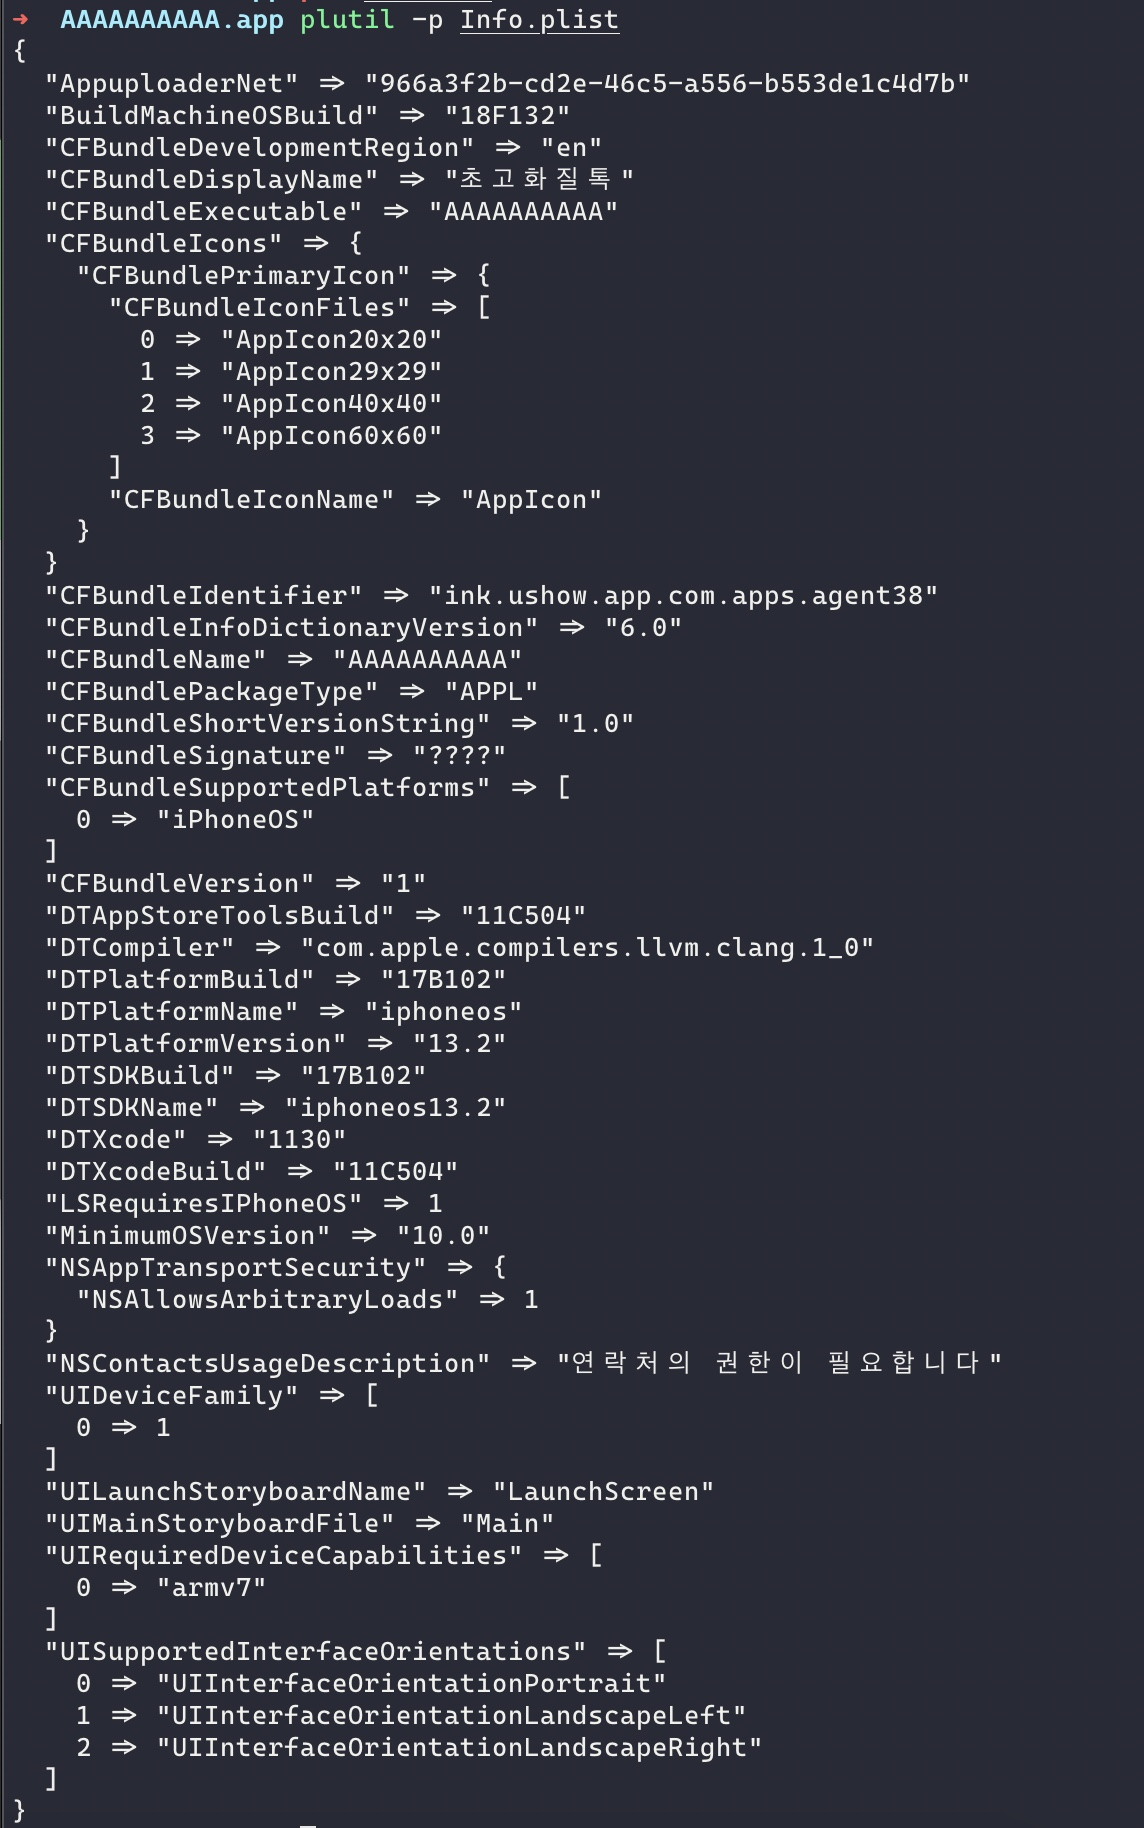 ➜  AAAAAAAAAA.app plutil -p Info.plist
{
  "AppuploaderNet" => "966a3f2b-cd2e-46c5-a556-b553de1c4d7b"
  "BuildMachineOSBuild" => "18F132"
  "CFBundleDevelopmentRegion" => "en"
  "CFBundleDisplayName" => "초고화질톡"
  "CFBundleExecutable" => "AAAAAAAAAA"
  "CFBundleIcons" => {
    "CFBundlePrimaryIcon" => {
      "CFBundleIconFiles" => [
        0 => "AppIcon20x20"
        1 => "AppIcon29x29"
        2 => "AppIcon40x40"
        3 => "AppIcon60x60"
      ]
      "CFBundleIconName" => "AppIcon"
    }
  }
  "CFBundleIdentifier" => "ink.ushow.app.com.apps.agent38"
  "CFBundleInfoDictionaryVersion" => "6.0"
  "CFBundleName" => "AAAAAAAAAA"
  "CFBundlePackageType" => "APPL"
  "CFBundleShortVersionString" => "1.0"
  "CFBundleSignature" => "????"
  "CFBundleSupportedPlatforms" => [
    0 => "iPhoneOS"
  ]
  "CFBundleVersion" => "1"
  "DTAppStoreToolsBuild" => "11C504"
  "DTCompiler" => "com.apple.compilers.llvm.clang.1_0"
  "DTPlatformBuild" => "17B102"
  "DTPlatformName" => "iphoneos"
  "DTPlatformVersion" => "13.2"
  "DTSDKBuild" => "17B102"
  "DTSDKName" => "iphoneos13.2"
  "DTXcode" => "1130"
  "DTXcodeBuild" => "11C504"
  "LSRequiresIPhoneOS" => 1
  "MinimumOSVersion" => "10.0"
  "NSAppTransportSecurity" => {
    "NSAllowsArbitraryLoads" => 1
  }
  "NSContactsUsageDescription" => "연락처의 권한이 필요합니다"
  "UIDeviceFamily" => [
    0 => 1
  ]
  "UILaunchStoryboardName" => "LaunchScreen"
  "UIMainStoryboardFile" => "Main"
  "UIRequiredDeviceCapabilities" => [
    0 => "armv7"
  ]
  "UISupportedInterfaceOrientations" => [
    0 => "UIInterfaceOrientationPortrait"
    1 => "UIInterfaceOrientationLandscapeLeft"
    2 => "UIInterfaceOrientationLandscapeRight"
  ]
}